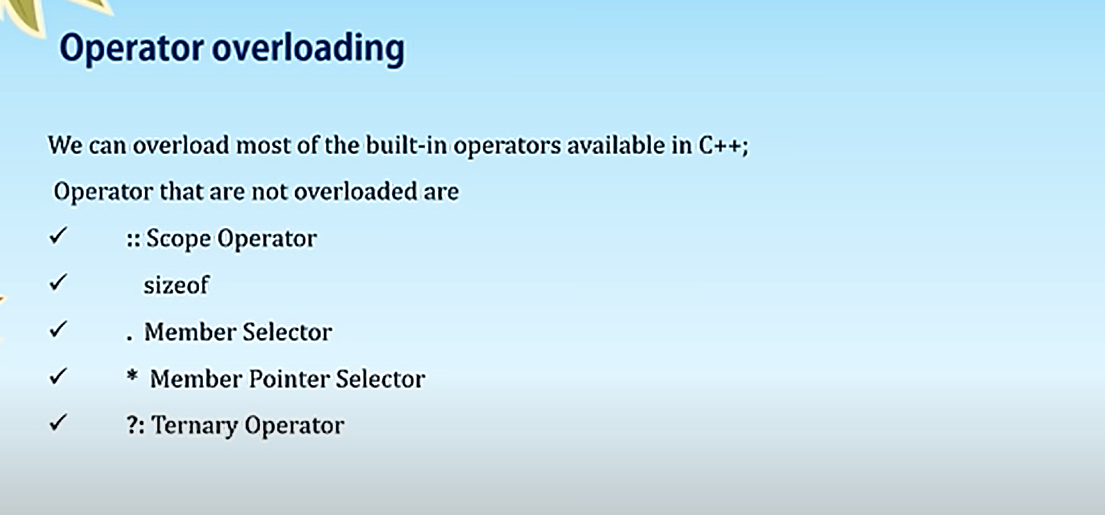 Operator overloading
We can overload most of the built-in operators available in C++;
Operator that are not overloaded are
✓ :: Scope Operator
✓ sizeof
✓ . Member Selector
✓ * Member Pointer Selector
✓ ?: Ternary Operator